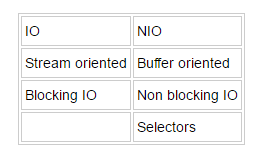 IO NIO
Stream oriented Buffer oriented
Blocking IO Non blocking IO
Selectors